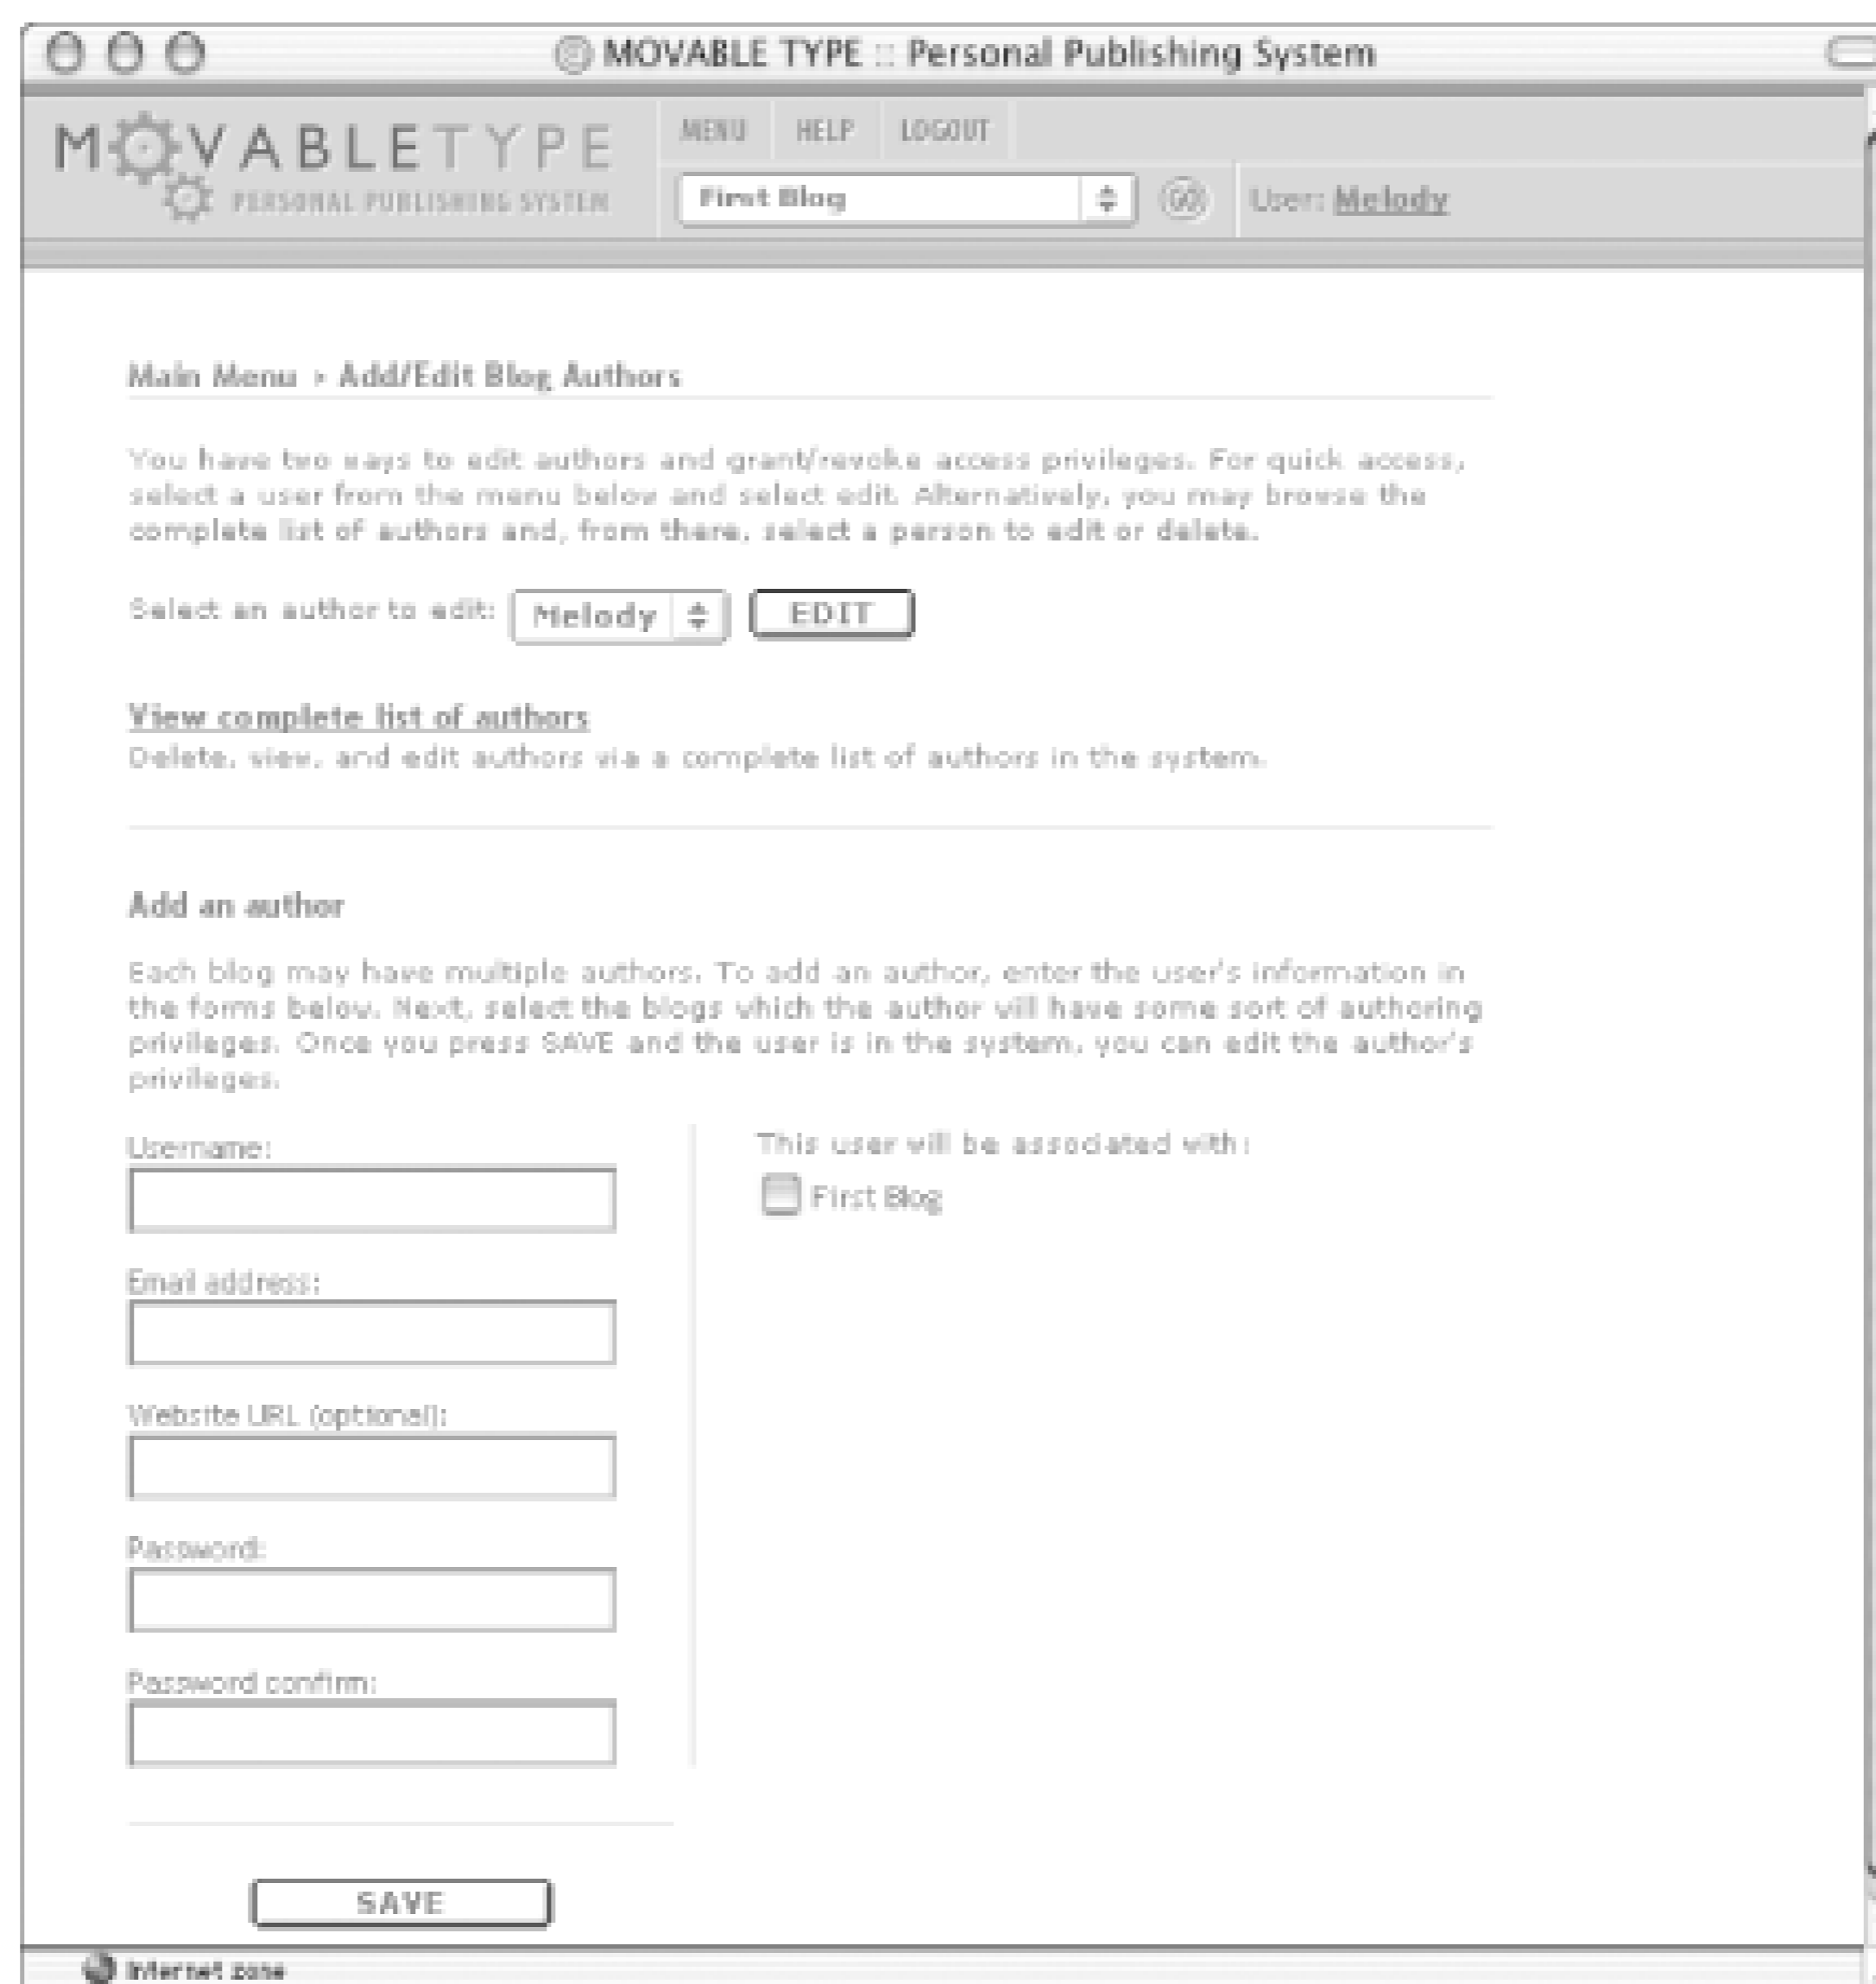 MOVABLE TYPE :: Personal Publishing System
MOVABLETYPE
PERSONAL PUBLISHING SYSTEM
MENU HELP LOGOUT
First Blog GO User: Melody
Main Menu > Add/Edit Blog Authors
You have two ways to edit authors and grant/revoke access privileges. For quick access,
select a user from the menu below and select edit. Alternatively, you may browse the
complete list of authors and, from there, select a person to edit or delete.
Select an author to edit: Melody EDIT
View complete list of authors
Delete, view, and edit authors via a complete list of authors in the system.
Add an author
Each blog may have multiple authors. To add an author, enter the user's information in
the forms below. Next, select the blogs which the author will have some sort of authoring
privileges. Once you press SAVE and the user is in the system, you can edit the author's
privileges.
Username:
This user will be associated with:
First Blog
Email address:
Website URL (optional):
Password:
Password confirm:
SAVE
Internet zone